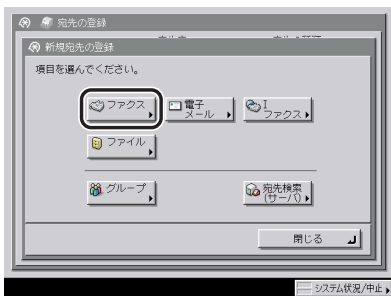 宛先の登録
新規宛先の登録
項目を選んでください。
ファクス
電子
メール
I
ファクス
ファイル
グループ
宛先検索
(サーバ)
閉じる
システム状況/中止